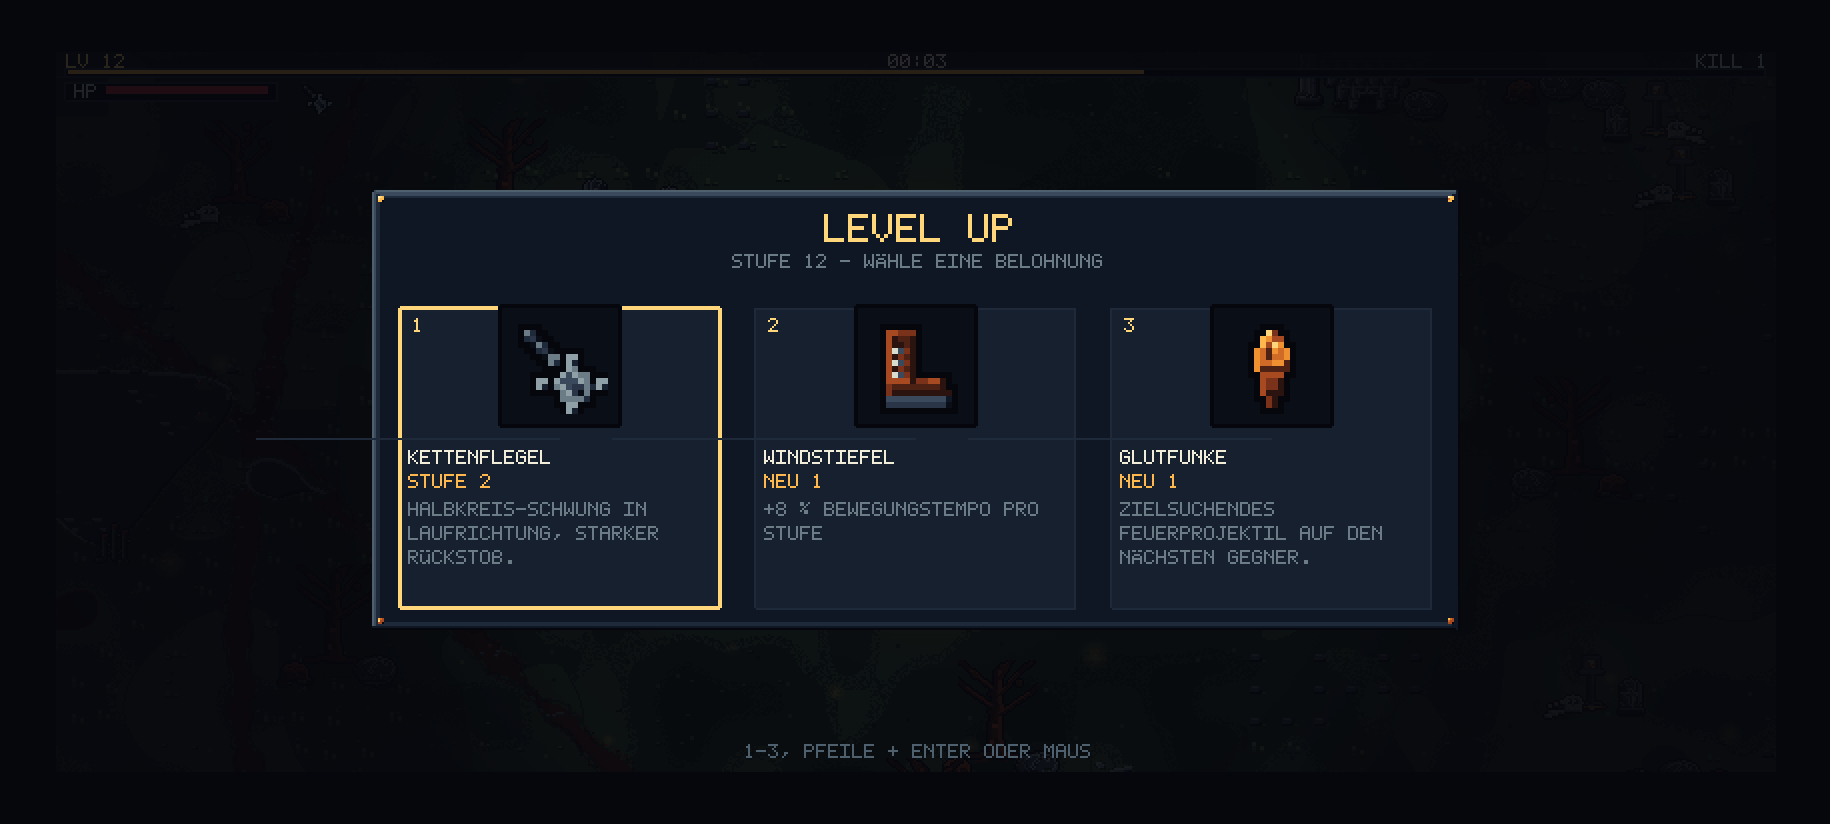 LV 12
00:03
KILL 1
HP
LEVEL UP
STUFE 12 - WÄHLE EINE BELOHNUNG
1
2
3
KETTENFLEGEL
STUFE 2
HALBKREIS-SCHWUNG IN
LAUFRICHTUNG, STARKER
RÜCKSTOB.
WINDSTIEFEL
NEU 1
+8 % BEWEGUNGSTEMPO PRO
STUFE
GLUTFUNKE
NEU 1
ZIELSUCHENDES
FEUERPROJEKTIL AUF DEN
NÄCHSTEN GEGNER.
1-3, PFEILE + ENTER ODER MAUS